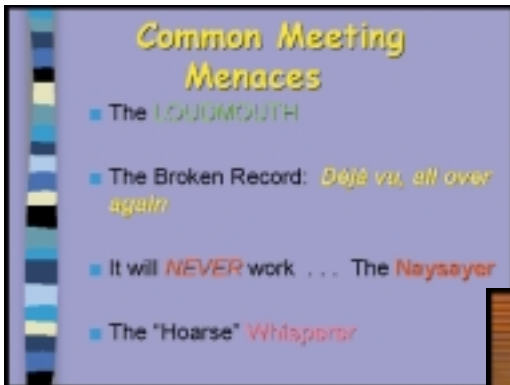 Common Meeting
Menaces
The LOUDMOUTH
The Broken Record: Déjà vu, all over
again
It will NEVER work . . . The Naysayer
The "Hoarse" Whisperer